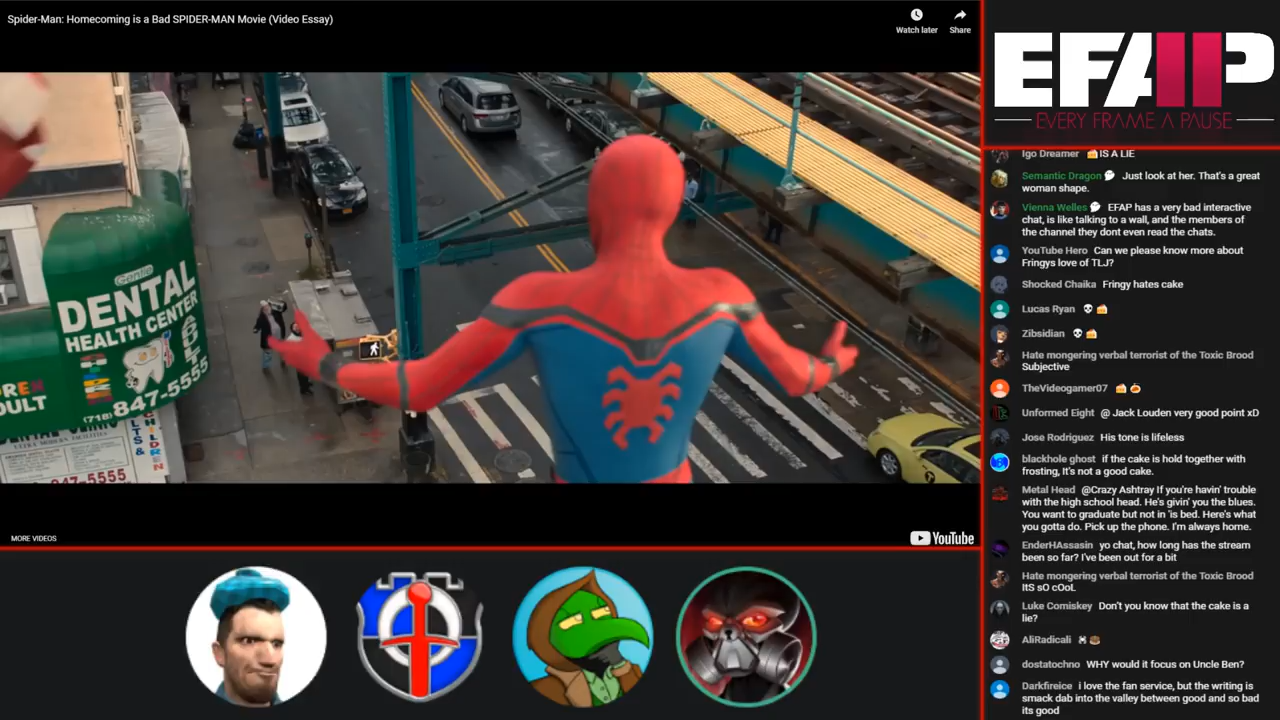 Spider-Man: Homecoming is a Bad SPIDER-MAN Movie (Video Essay)
Watch later
Share
Gentle
DENTAL
HEALTH CENTER
(718) 847-5555
DULT
CHILDREN
847-5555
MORE VIDEOS
YouTube
EFAP
EVERY FRAME A PAUSE
Igo Dreamer 🧀IS A LIE
Semantic Dragon Just look at her. That's a great
woman shape.
Vienna Welles EFAP has a very bad interactive
chat, is like talking to a wall, and the members of
the channel they dont even read the chats.
YouTube Hero Can we please know more about
Fringys love of TLJ?
Shocked Chaika Fringy hates cake
Lucas Ryan 💀🧀
Zibsidian 💀🧀
Hate mongering verbal terrorist of the Toxic Brood
Subjective
TheVideogamer07
Unformed Eight @ Jack Louden very good point xD
Jose Rodriguez His tone is lifeless
blackhole ghost if the cake is hold together with
frosting, It's not a good cake.
Metal Head @Crazy Ashtray If you're havin' trouble
with the high school head. He's givin' you the blues.
You want to graduate but not in 'is bed. Here's what
you gotta do. Pick up the phone. I'm always home.
EnderHAssasin yo chat, how long has the stream
been so far? I've been out for a bit
Hate mongering verbal terrorist of the Toxic Brood
ItS sO cOoL
Luke Comiskey Don't you know that the cake is a
lie?
AliRadicali
dostatochno WHY would it focus on Uncle Ben?
Darkfireice i love the fan service, but the writing is
smack dab into the valley between good and so bad
its good